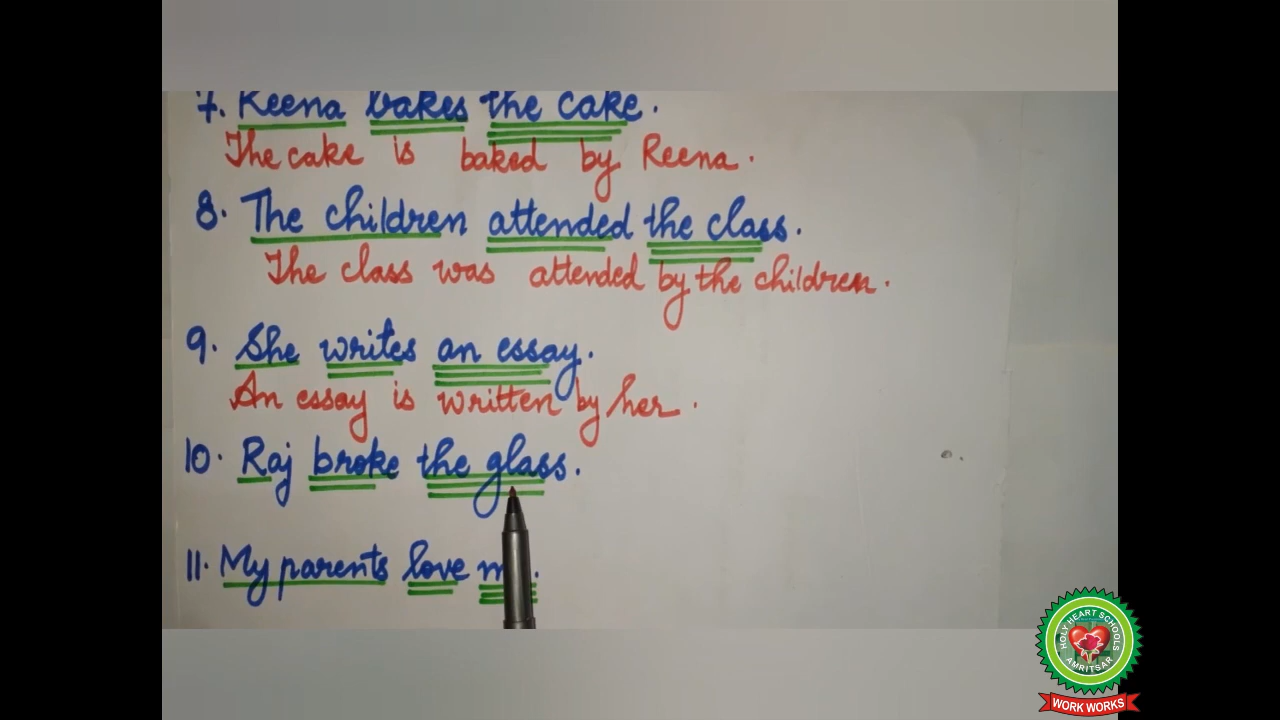 7. Reena bakes the cake.
The cake is baked by Reena.
8. The children attended the class.
The class was attended by the children.
9. She writes an essay.
An essay is written by her.
10. Raj broke the glass.
11. My parents love
HOLY HEART SCHOOLS
AMRITSAR
WORK WORKS